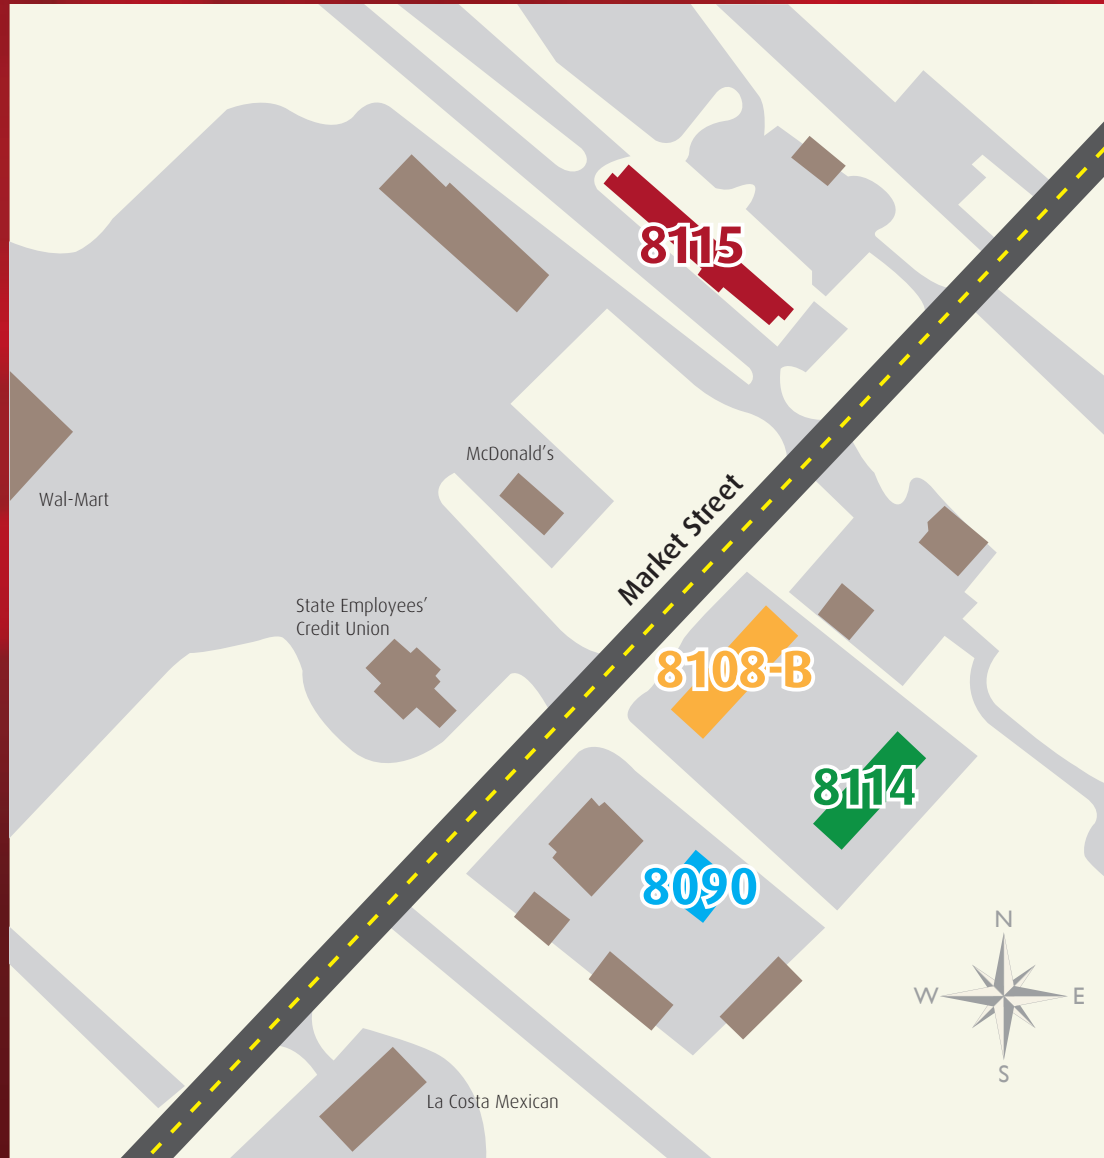 8115
McDonald's
Wal-Mart
Market Street
State Employees'
Credit Union
8108-B
8114
8090
N
W
E
S
La Costa Mexican